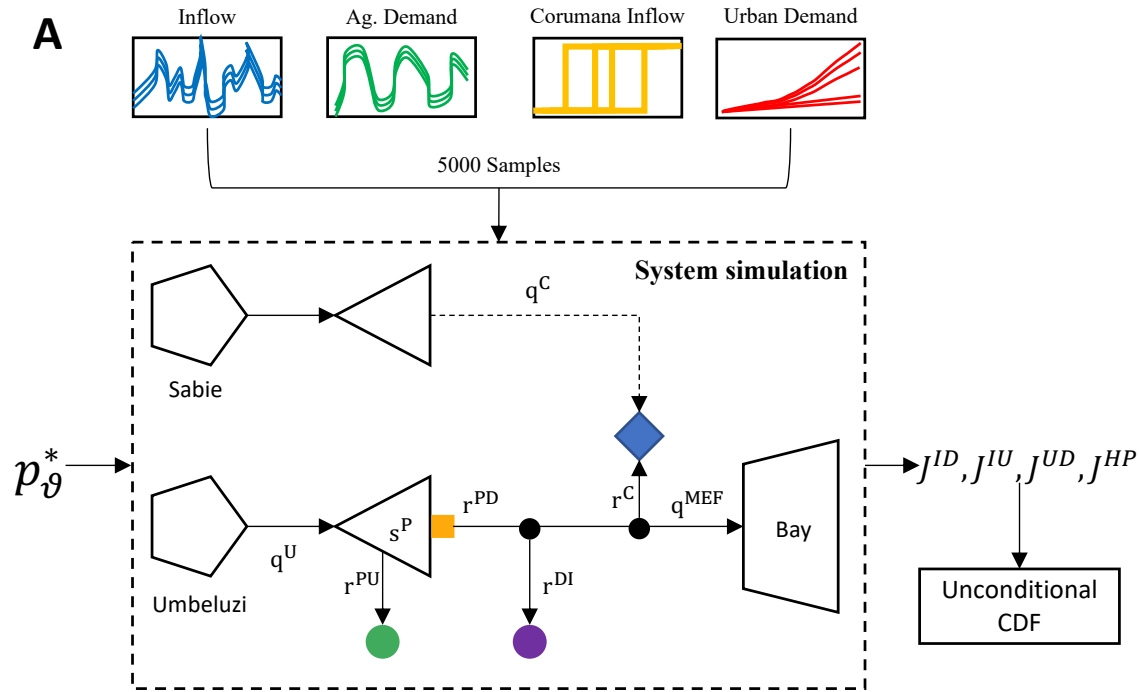 A
Inflow
Ag. Demand
Corumana Inflow
Urban Demand
5000 Samples
System simulation
q^C
Sabie
p_ϑ^*
J^ID, J^IU, J^UD, J^HP
r^PD
r^C
q^MEF
s^P
Bay
q^U
r^PU
r^DI
Umbeluzi
Unconditional
CDF